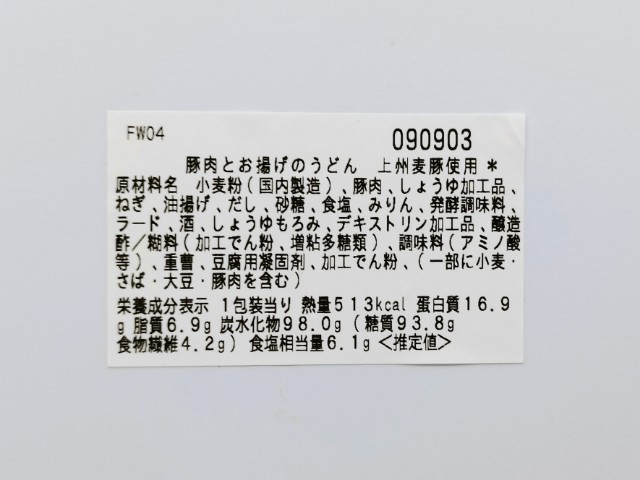 FW04
090903
豚肉とお揚げのうどん 上州麦豚使用*
原材料名 小麦粉(国内製造)、豚肉、しょうゆ加工品、
ねぎ、油揚げ、だし、砂糖、食塩、みりん、発酵調味料、
ラード、酒、しょうゆもろみ、デキストリン加工品、醸造
酢/糊料(加工でん粉、増粘多糖類)、調味料(アミノ酸
等)、重曹、豆腐用凝固剤、加工でん粉、(一部に小麦・
さば・大豆・豚肉を含む)
栄養成分表示 1包装当り 熱量513kcal 蛋白質16.9
g 脂質6.9g 炭水化物98.0g(糖質93.8g
食物繊維4.2g) 食塩相当量6.1g<推定値>